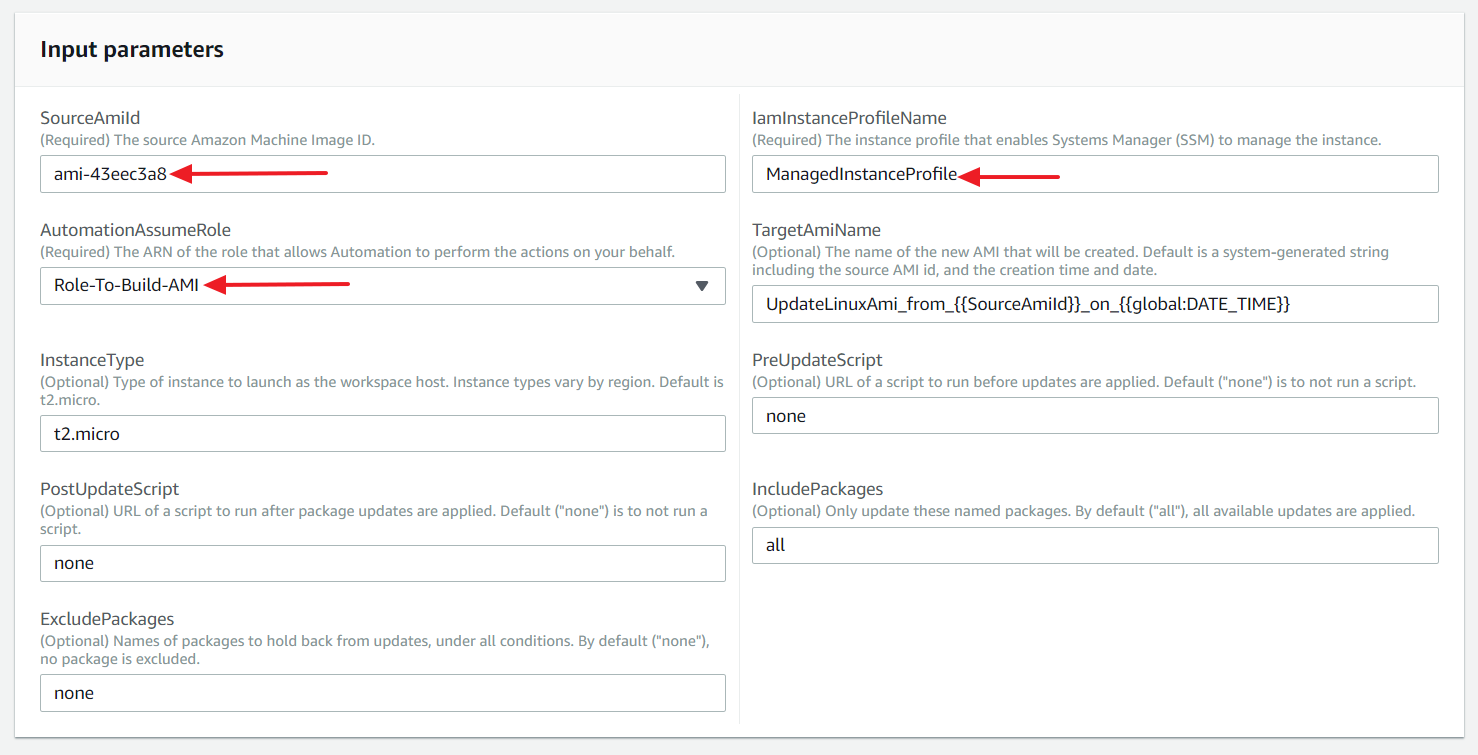 Input parameters
SourceAmiId
(Required) The source Amazon Machine Image ID.
ami-43eec3a8
IamInstanceProfileName
(Required) The instance profile that enables Systems Manager (SSM) to manage the instance.
ManagedInstanceProfile
AutomationAssumeRole
(Required) The ARN of the role that allows Automation to perform the actions on your behalf.
Role-To-Build-AMI
TargetAmiName
(Optional) The name of the new AMI that will be created. Default is a system-generated string
including the source AMI id, and the creation time and date.
UpdateLinuxAmi_from_{{SourceAmiId}}_on_{{global:DATE_TIME}}
InstanceType
(Optional) Type of instance to launch as the workspace host. Instance types vary by region. Default is
t2.micro.
t2.micro
PreUpdateScript
(Optional) URL of a script to run before updates are applied. Default ("none") is to not run a script.
none
PostUpdateScript
(Optional) URL of a script to run after package updates are applied. Default ("none") is to not run a
script.
none
IncludePackages
(Optional) Only update these named packages. By default ("all"), all available updates are applied.
all
ExcludePackages
(Optional) Names of packages to hold back from updates, under all conditions. By default ("none"),
no package is excluded.
none